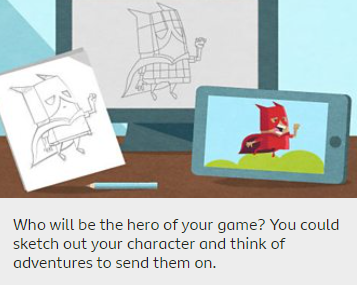 Who will be the hero of your game? You could
sketch out your character and think of
adventures to send them on.